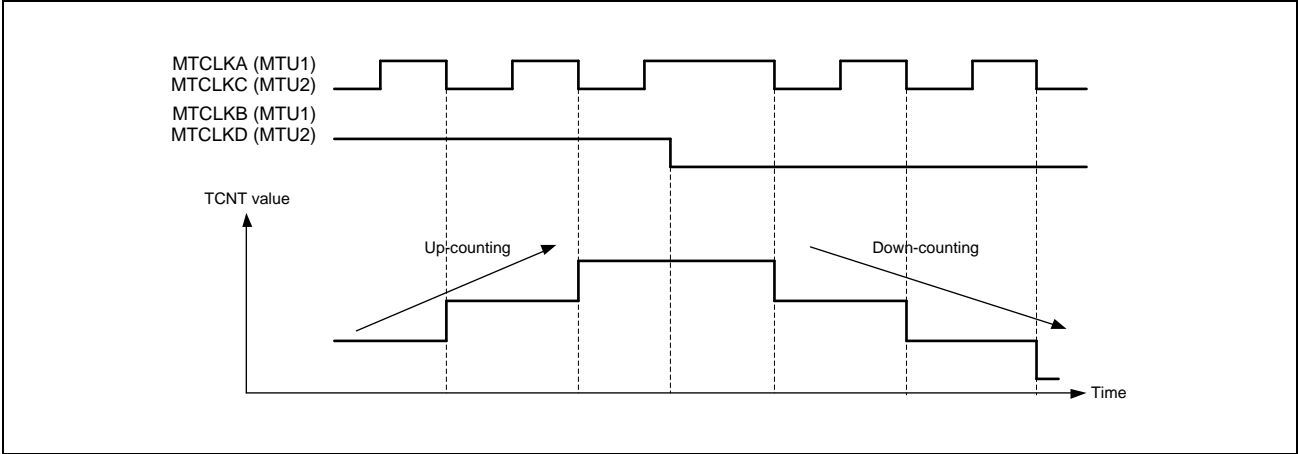 MTCLKA (MTU1)
MTCLKC (MTU2)
MTCLKB (MTU1)
MTCLKD (MTU2)
TCNT value
Up-counting
Down-counting
Time